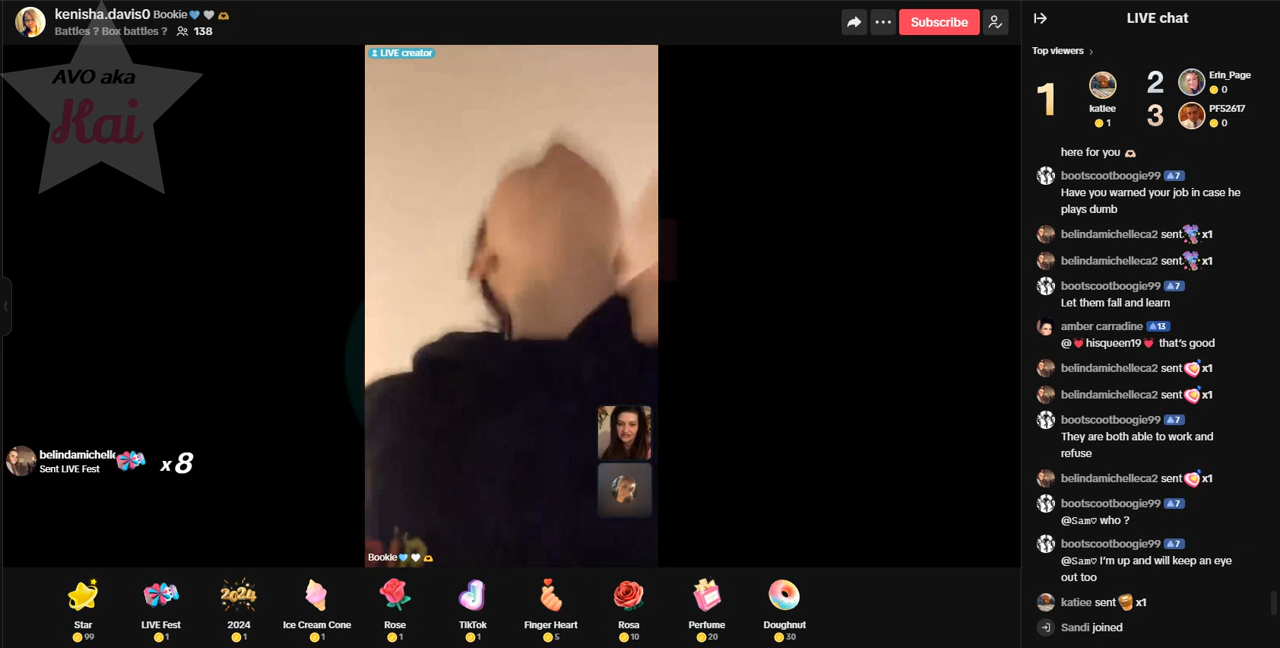 kenisha.davis0 Bookie🩵🤍🫶
Battles ? Box battles ? 138
Subscribe
LIVE chat
AVO aka
Kai
LIVE creator
Top viewers
1
katiee
1
2
Erin_Page
0
3
PF52617
0
here for you 🫶
bootscootboogie99 7
Have you warned your job in case he
plays dumb
belindamichelleca2 sent x1
belindamichelleca2 sent x1
bootscootboogie99 7
Let them fall and learn
amber carradine 13
@💗hisqueen19💗 that's good
belindamichelleca2 sent x1
belindamichelleca2 sent x1
bootscootboogie99 7
They are both able to work and
refuse
belindamichelleca2 sent x1
bootscootboogie99 7
@Sam♡ who ?
bootscootboogie99 7
@Sam♡ I'm up and will keep an eye
out too
katiee sent x1
Sandi joined
belindamichelle
Sent LIVE Fest
x8
Bookie🩵🤍🫶
2024
Star
99
LIVE Fest
1
2024
1
Ice Cream Cone
1
Rose
1
TikTok
1
Finger Heart
5
Rosa
10
Perfume
20
Doughnut
30